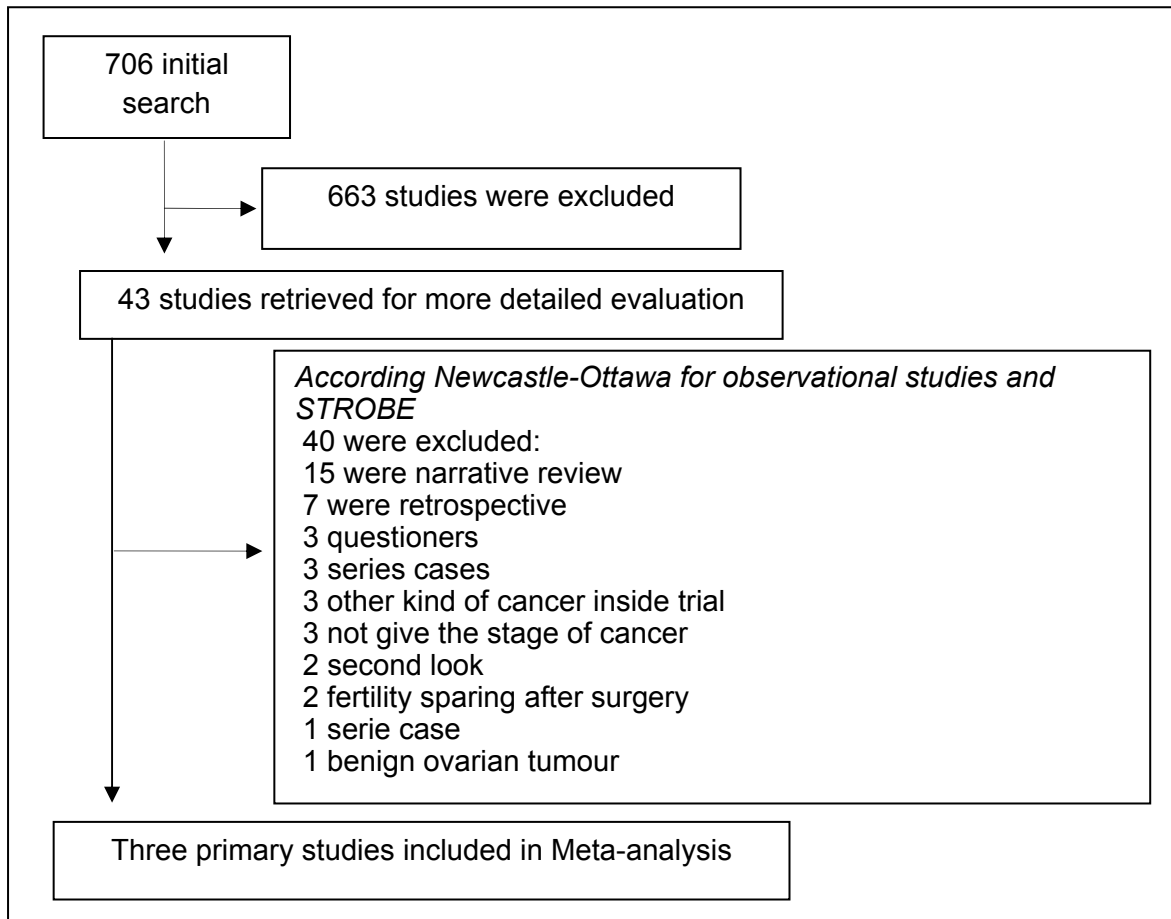 706 initial
search
663 studies were excluded
43 studies retrieved for more detailed evaluation
According Newcastle-Ottawa for observational studies and
STROBE
40 were excluded:
15 were narrative review
7 were retrospective
3 questioners
3 series cases
3 other kind of cancer inside trial
3 not give the stage of cancer
2 second look
2 fertility sparing after surgery
1 serie case
1 benign ovarian tumour
Three primary studies included in Meta-analysis